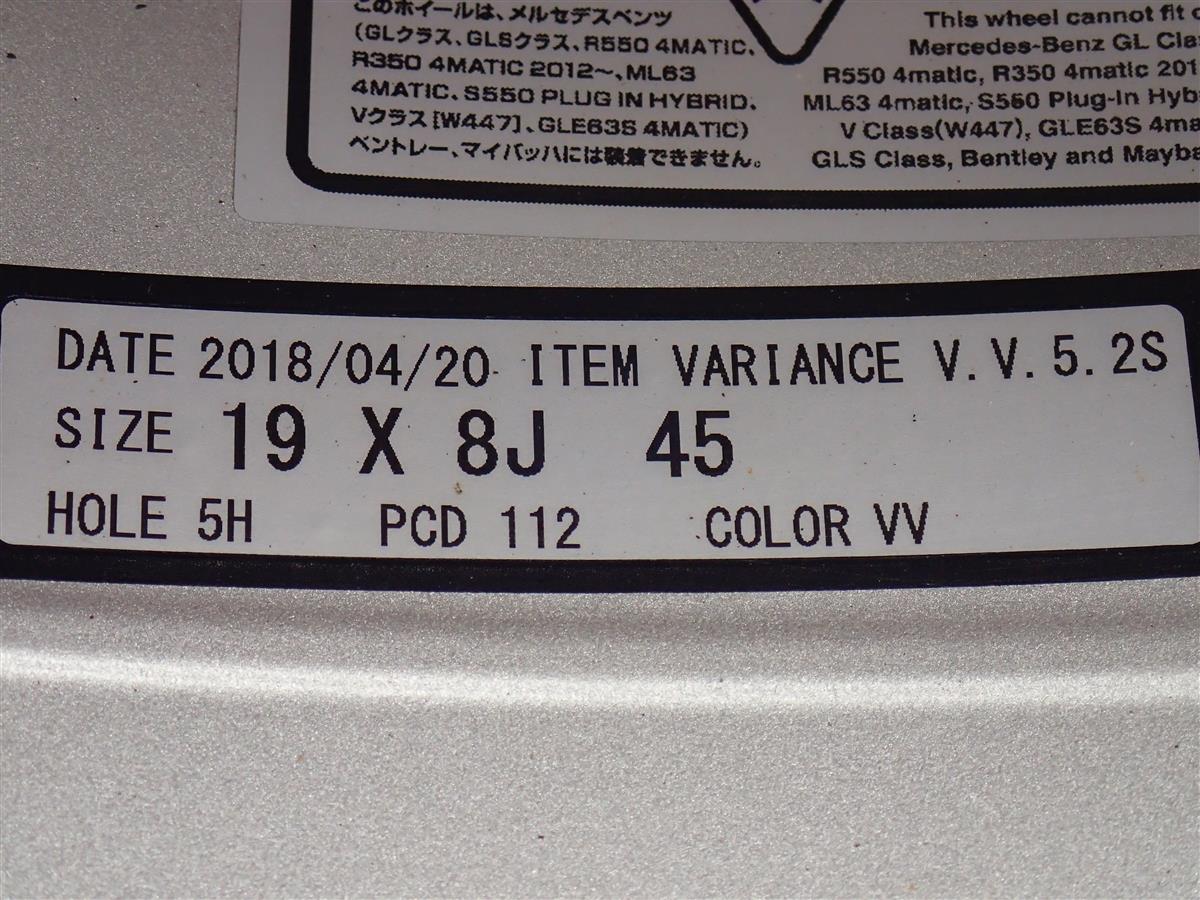 このホイールは、メルセデスベンツ
(GLクラス、GLSクラス、R550 4MATIC、
R350 4MATIC 2012〜、ML63
4MATIC、S550 PLUG IN HYBRID、
Vクラス[W447]、GLE63S 4MATIC)
ベントレー、マイバッハには装着できません。
This wheel cannot fit
Mercedes-Benz GL Cla
R550 4matic, R350 4matic 201
ML63 4matic, S550 Plug-In Hyb
V Class(W447), GLE63S 4ma
GLS Class, Bentley and Mayba
DATE 2018/04/20 ITEM VARIANCE V.V.5.2S
SIZE 19 X 8J 45
HOLE 5H PCD 112 COLOR VV